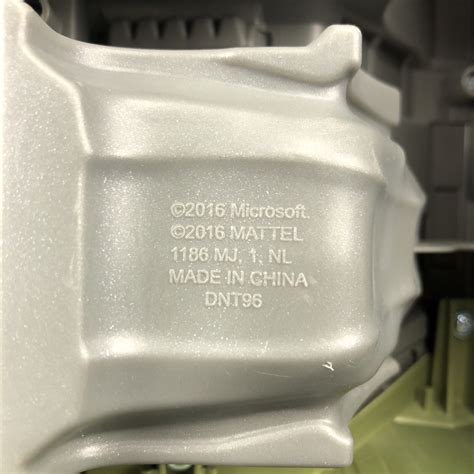 ©2016 Microsoft.
©2016 MATTEL
1186 MJ, 1, NL
MADE IN CHINA
DNT96